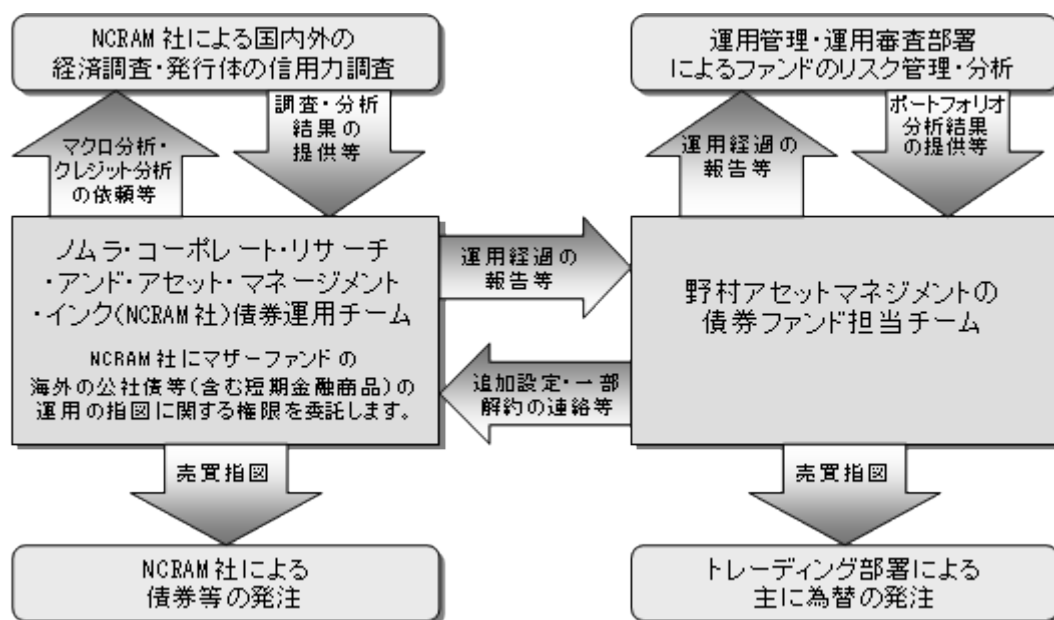 NCRAM社による国内外の
経済調査・発行体の信用力調査
運用管理・運用審査部署
によるファンドのリスク管理・分析
マクロ分析・
クレジット分析
の依頼等
調査・分析
結果の
提供等
運用経過の
報告等
ポートフォリオ
分析結果
の提供等
ノムラ・コーポレート・リサーチ
・アンド・アセット・マネージメント
・インク(NCRAM社)債券運用チーム
NCRAM社にマザーファンドの
海外の公社債等(含む短期金融商品)の
運用の指図に関する権限を委託します。
運用経過の
報告等
追加設定・一部
解約の連絡等
野村アセットマネジメントの
債券ファンド担当チーム
売買指図
売買指図
NCRAM社による
債券等の発注
トレーディング部署による
主に為替の発注